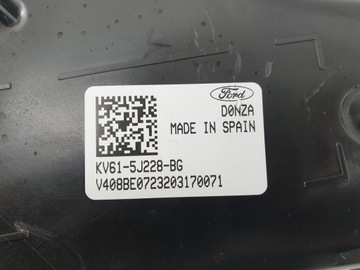 Ford
D0NZA
MADE IN SPAIN
KV61-5J228-BG
V408BE0723203170071